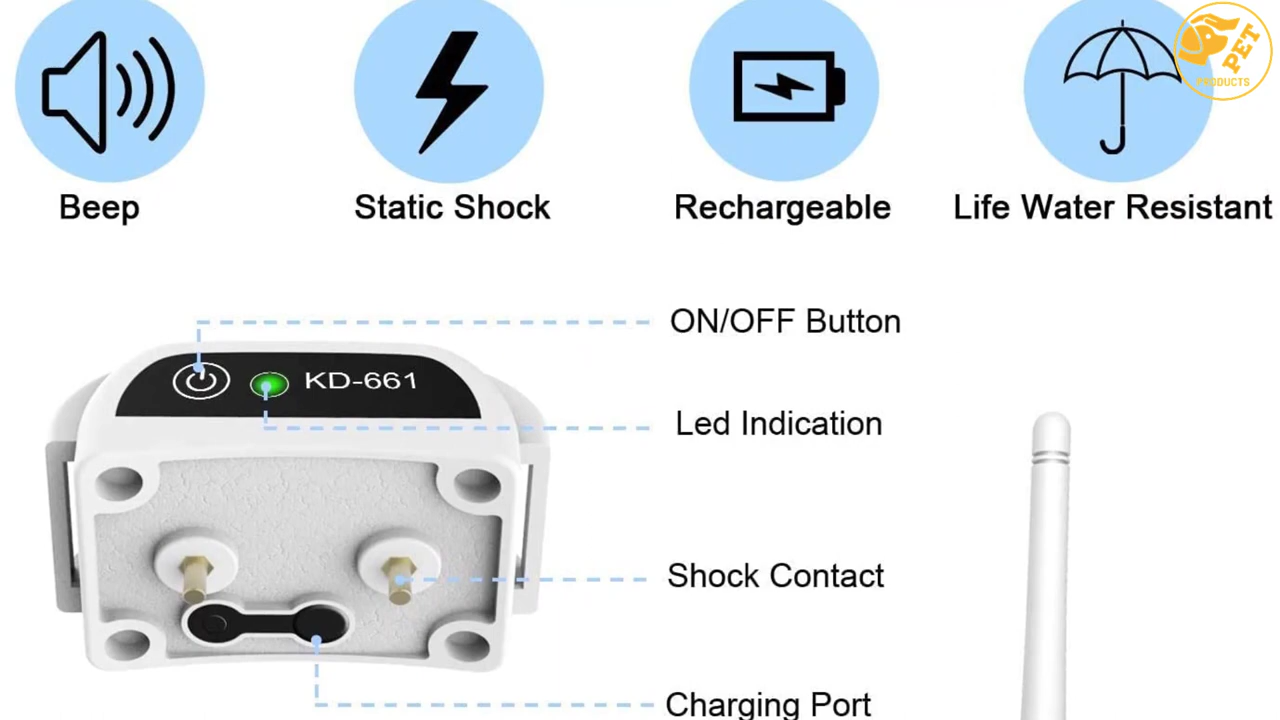 PET
PRODUCTS
Beep
Static Shock
Rechargeable
Life Water Resistant
ON/OFF Button
KD-661
Led Indication
Shock Contact
Charging Port